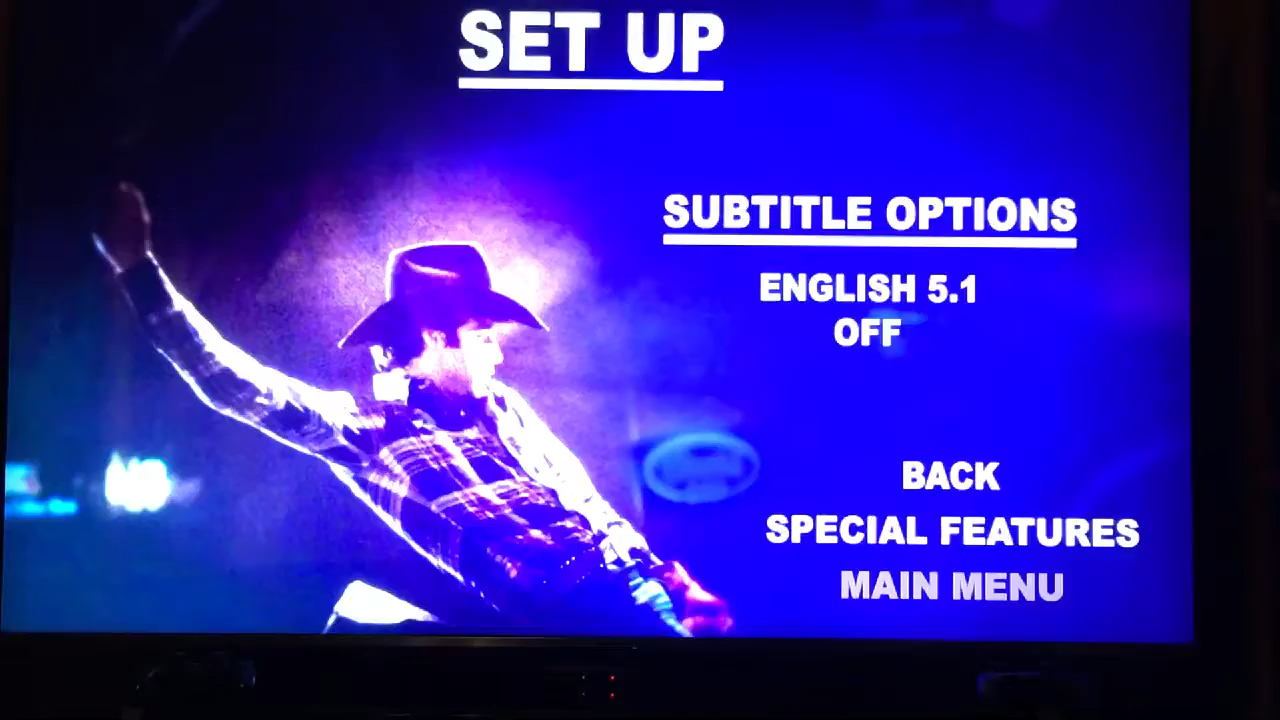 SET UP
SUBTITLE OPTIONS
ENGLISH 5.1
OFF
BACK
SPECIAL FEATURES
MAIN MENU